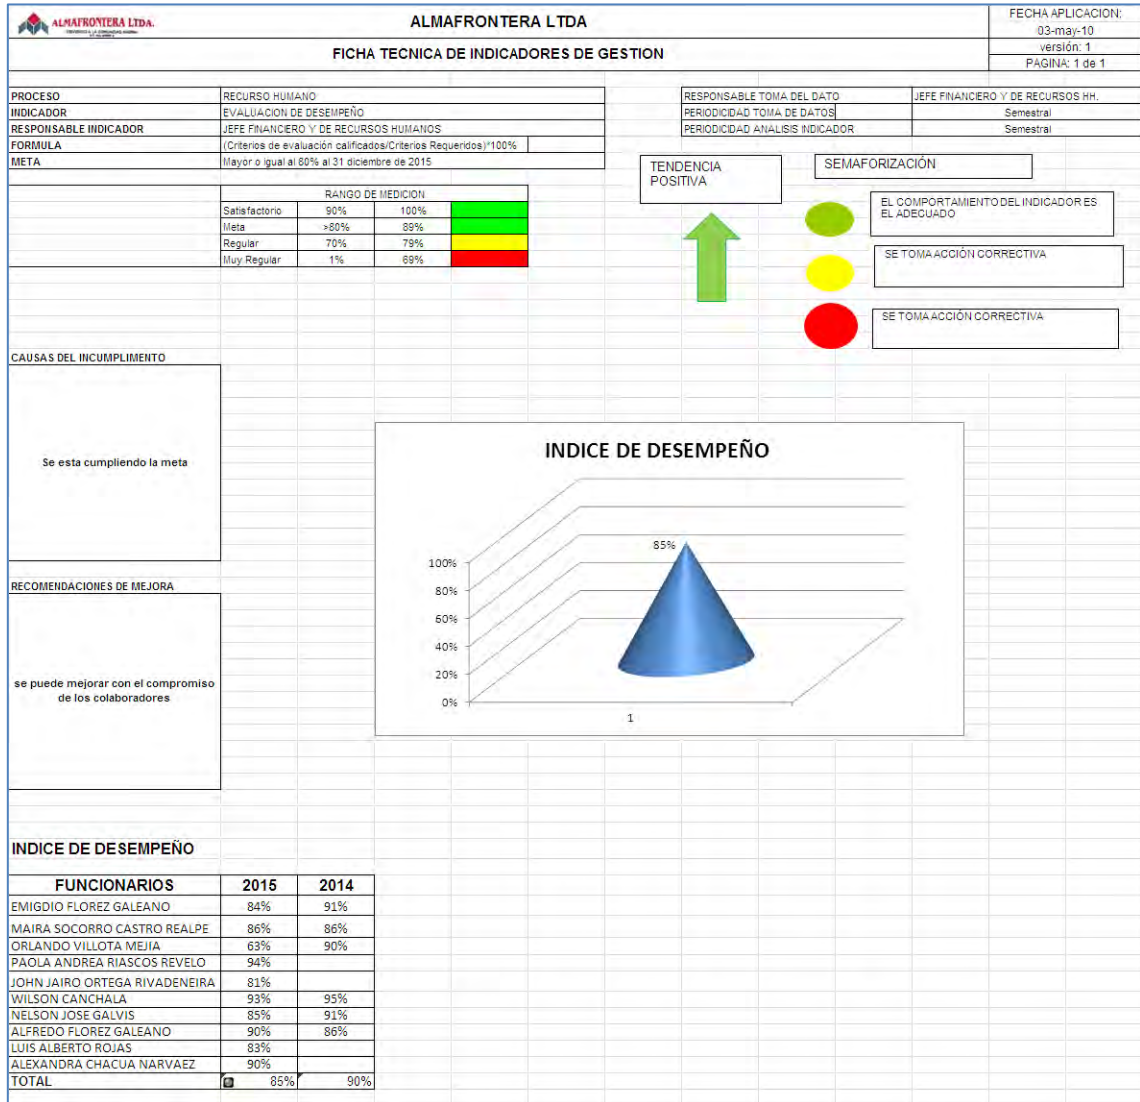 ALMAFRONTERA LTDA.
ALMAFRONTERA LTDA
FICHA TECNICA DE INDICADORES DE GESTION
FECHA APLICACION:
03-may-10
versión: 1
PAGINA: 1 de 1
PROCESO RECURSO HUMANO
INDICADOR EVALUACION DE DESEMPEÑO
RESPONSABLE INDICADOR JEFE FINANCIERO Y DE RECURSOS HUMANOS
FORMULA (Criterios de evaluación calificados/Criterios Requeridos)*100%
META Mayor o igual al 80% al 31 diciembre de 2015
RESPONSABLE TOMA DEL DATO JEFE FINANCIERO Y DE RECURSOS HH.
PERIODICIDAD TOMA DE DATOS Semestral
PERIODICIDAD ANALISIS INDICADOR Semestral
RANGO DE MEDICION
Satisfactorio 90% 100%
Meta >80% 89%
Regular 70% 79%
Muy Regular 1% 69%
TENDENCIA
POSITIVA
SEMAFORIZACIÓN
EL COMPORTAMIENTO DEL INDICADOR ES
EL ADECUADO
SE TOMA ACCIÓN CORRECTIVA
SE TOMA ACCIÓN CORRECTIVA
CAUSAS DEL INCUMPLIMENTO
Se esta cumpliendo la meta
RECOMENDACIONES DE MEJORA
se puede mejorar con el compromiso
de los colaboradores
INDICE DE DESEMPEÑO
85%
100%
80%
60%
40%
20%
0%
1
INDICE DE DESEMPEÑO
FUNCIONARIOS 2015 2014
EMIGDIO FLOREZ GALEANO 84% 91%
MAIRA SOCORRO CASTRO REALPE 86% 86%
ORLANDO VILLOTA MEJIA 63% 90%
PAOLA ANDREA RIASCOS REVELO 94%
JOHN JAIRO ORTEGA RIVADENEIRA 81%
WILSON CANCHALA 93% 95%
NELSON JOSE GALVIS 85% 91%
ALFREDO FLOREZ GALEANO 90% 86%
LUIS ALBERTO ROJAS 83%
ALEXANDRA CHACUA NARVAEZ 90%
TOTAL 85% 90%